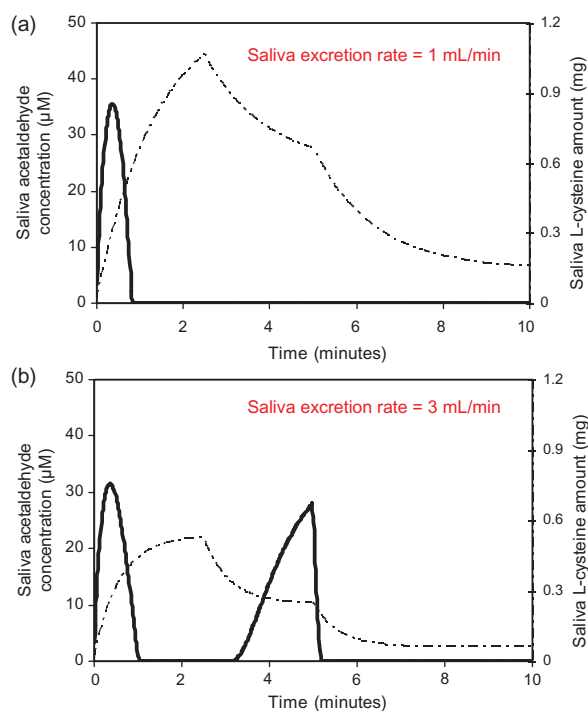 (a)
Saliva excretion rate = 1 mL/min
Saliva acetaldehyde
concentration (µM)
50
40
30
20
10
0
1.2
0.9
0.6
0.3
0
Saliva L-cysteine amount (mg)
0 2 4 6 8 10
Time (minutes)
(b)
Saliva excretion rate = 3 mL/min
Saliva acetaldehyde
concentration (µM)
50
40
30
20
10
0
1.2
0.9
0.6
0.3
0
Saliva L-cysteine amount (mg)
0 2 4 6 8 10
Time (minutes)